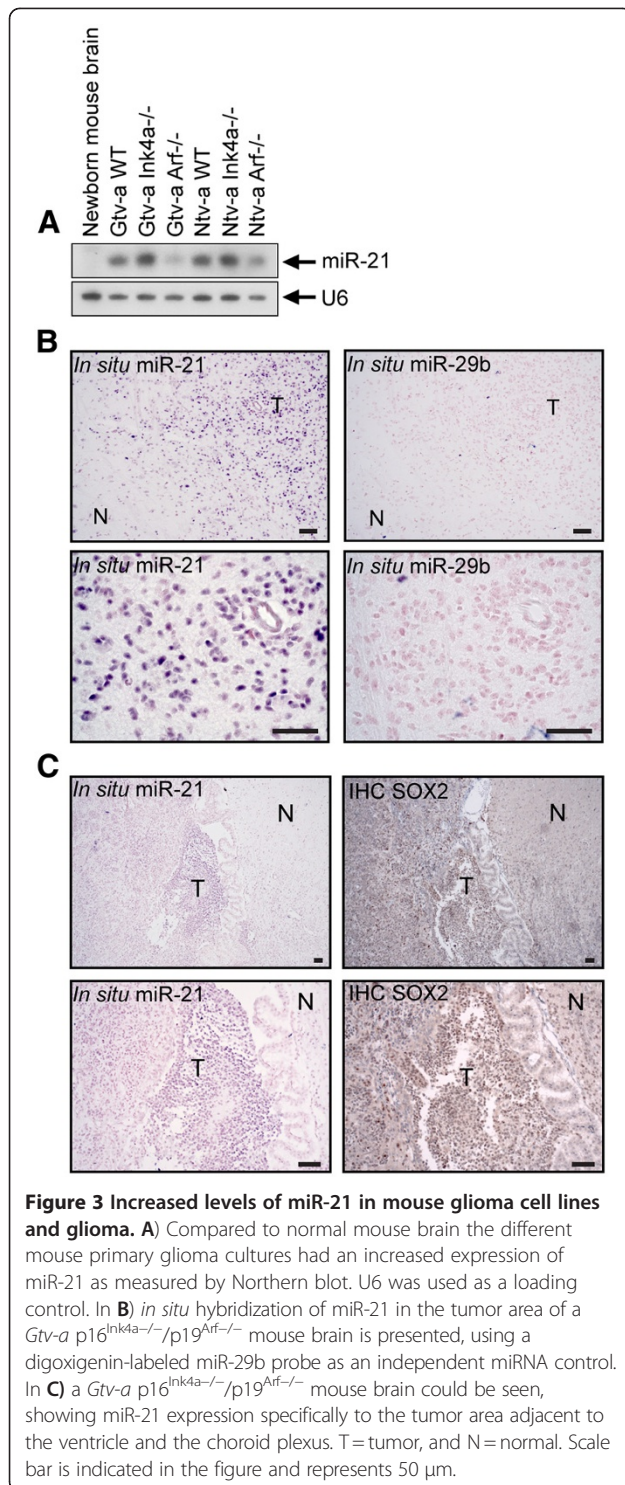 Newborn mouse brain
Gtv-a WT
Gtv-a Ink4a-/-
Gtv-a Arf-/-
Ntv-a WT
Ntv-a Ink4a-/-
Ntv-a Arf-/-
A
miR-21
U6
B
In situ miR-21
T
N
In situ miR-29b
T
N
In situ miR-21
In situ miR-29b
C
In situ miR-21
N
T
IHC SOX2
N
T
In situ miR-21
N
T
IHC SOX2
N
T
Figure 3 Increased levels of miR-21 in mouse glioma cell lines
and glioma. A) Compared to normal mouse brain the different
mouse primary glioma cultures had an increased expression of
miR-21 as measured by Northern blot. U6 was used as a loading
control. In B) in situ hybridization of miR-21 in the tumor area of a
Gtv-a p16Ink4a−/−/p19Arf−/− mouse brain is presented, using a
digoxigenin-labeled miR-29b probe as an independent miRNA control.
In C) a Gtv-a p16Ink4a−/−/p19Arf−/− mouse brain could be seen,
showing miR-21 expression specifically to the tumor area adjacent to
the ventricle and the choroid plexus. T = tumor, and N = normal. Scale
bar is indicated in the figure and represents 50 μm.